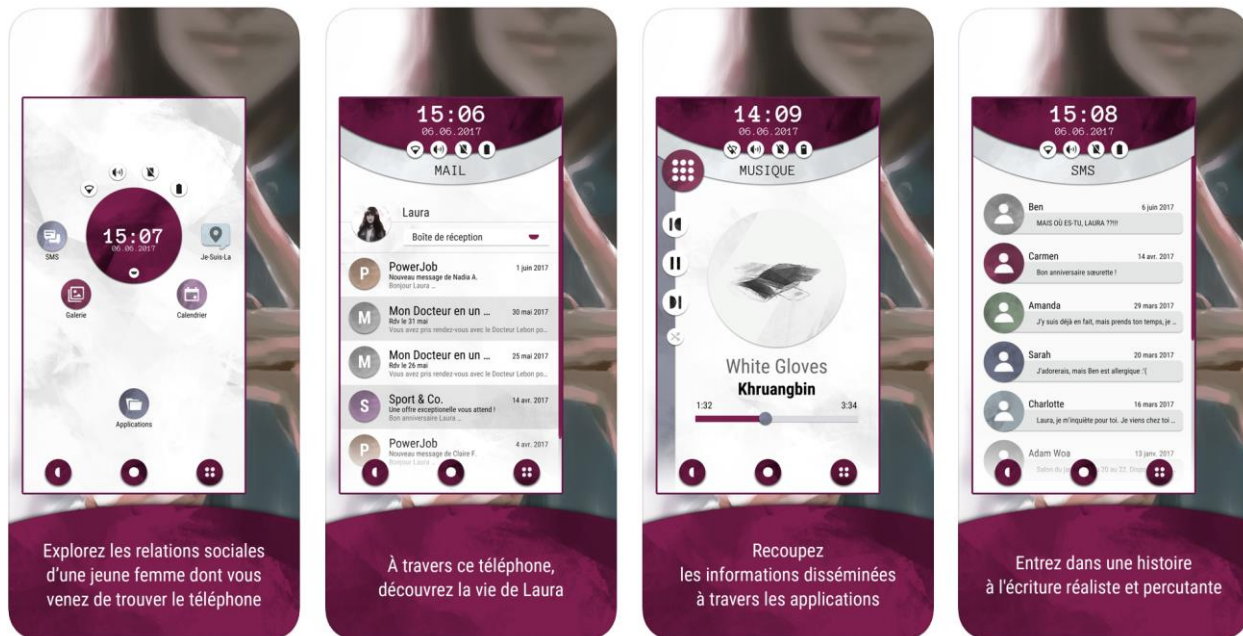 15:07
06.06.2017
SMS
Je-Suis-La
Galerie
Calendrier
Applications
Explorez les relations sociales
d'une jeune femme dont vous
venez de trouver le téléphone
15:06
06.06.2017
MAIL
Laura
Boîte de réception
P
PowerJob
1 juin 2017
Nouveau message de Nadia A.
Bonjour Laura ...
M
Mon Docteur en un ...
30 mai 2017
Rdv le 31 mai
Vous avez pris rendez-vous avec le Docteur Lebon po...
M
Mon Docteur en un ...
25 mai 2017
Rdv le 26 mai
Vous avez pris rendez-vous avec le Docteur Lebon po...
S
Sport & Co.
14 avr. 2017
Une offre exceptionelle vous attend !
Bon anniversaire Laura ...
P
PowerJob
4 avr. 2017
Nouveau message de Claire F.
Bonjour Laura ...
À travers ce téléphone,
découvrez la vie de Laura
14:09
06.06.2017
MUSIQUE
White Gloves
Khruangbin
1:32
3:34
Recoupez
les informations disséminées
à travers les applications
15:08
06.06.2017
SMS
Ben
6 juin 2017
MAIS OÙ ES-TU, LAURA ??!!!
Carmen
14 avr. 2017
Bon anniversaire sœurette !
Amanda
29 mars 2017
J'y suis déjà en fait, mais prends ton temps, je ...
Sarah
20 mars 2017
J'adorerais, mais Ben est allergique :'(
Charlotte
16 mars 2017
Laura, je m'inquiète pour toi. Je viens chez toi ...
Adam Woa
13 janv. 2017
Salon du 20 au 22.
Entrez dans une histoire
à l'écriture réaliste et percutante